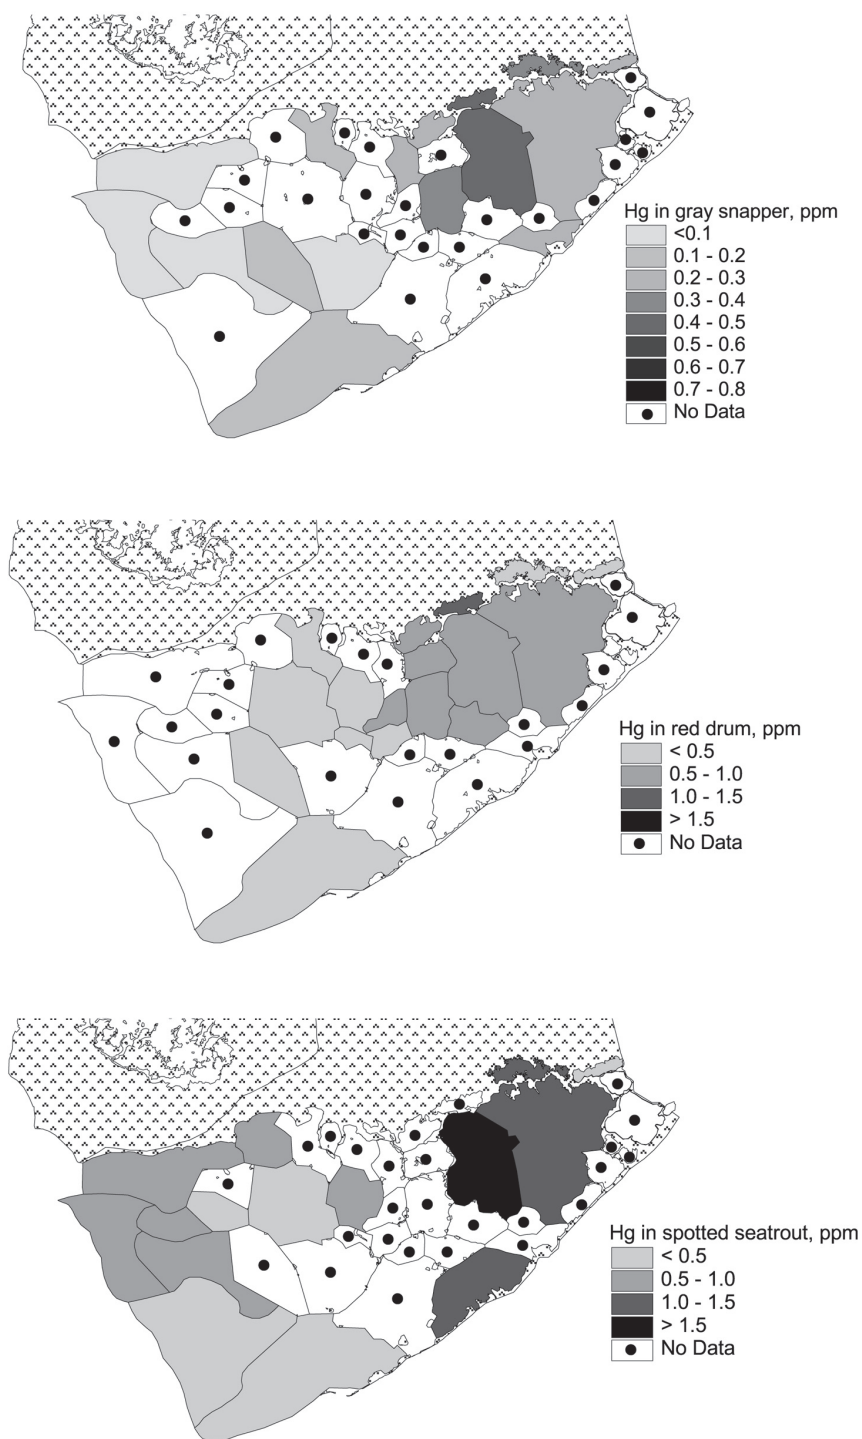 Hg in gray snapper, ppm
<0.1
0.1 - 0.2
0.2 - 0.3
0.3 - 0.4
0.4 - 0.5
0.5 - 0.6
0.6 - 0.7
0.7 - 0.8
No Data
Hg in red drum, ppm
< 0.5
0.5 - 1.0
1.0 - 1.5
> 1.5
No Data
Hg in spotted seatrout, ppm
< 0.5
0.5 - 1.0
1.0 - 1.5
> 1.5
No Data